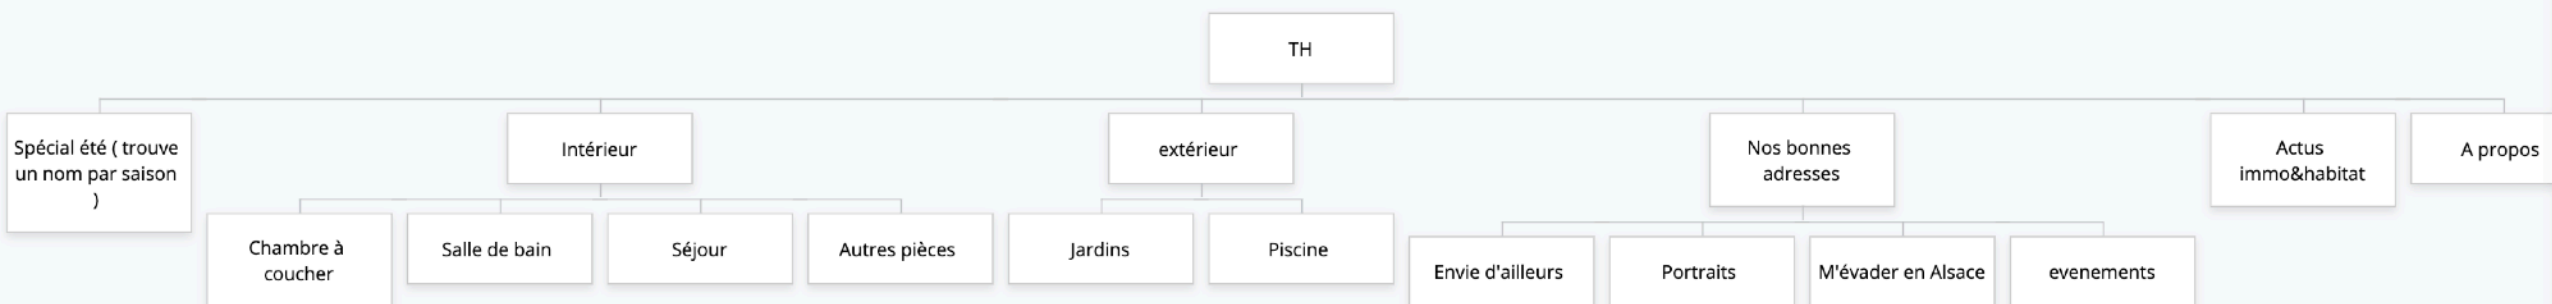 TH
Spécial été ( trouve
un nom par saison
)
Intérieur
extérieur
Nos bonnes
adresses
Actus
immo&habitat
A propos
Chambre à
coucher
Salle de bain
Séjour
Autres pièces
Jardins
Piscine
Envie d'ailleurs
Portraits
M'évader en Alsace
evenements